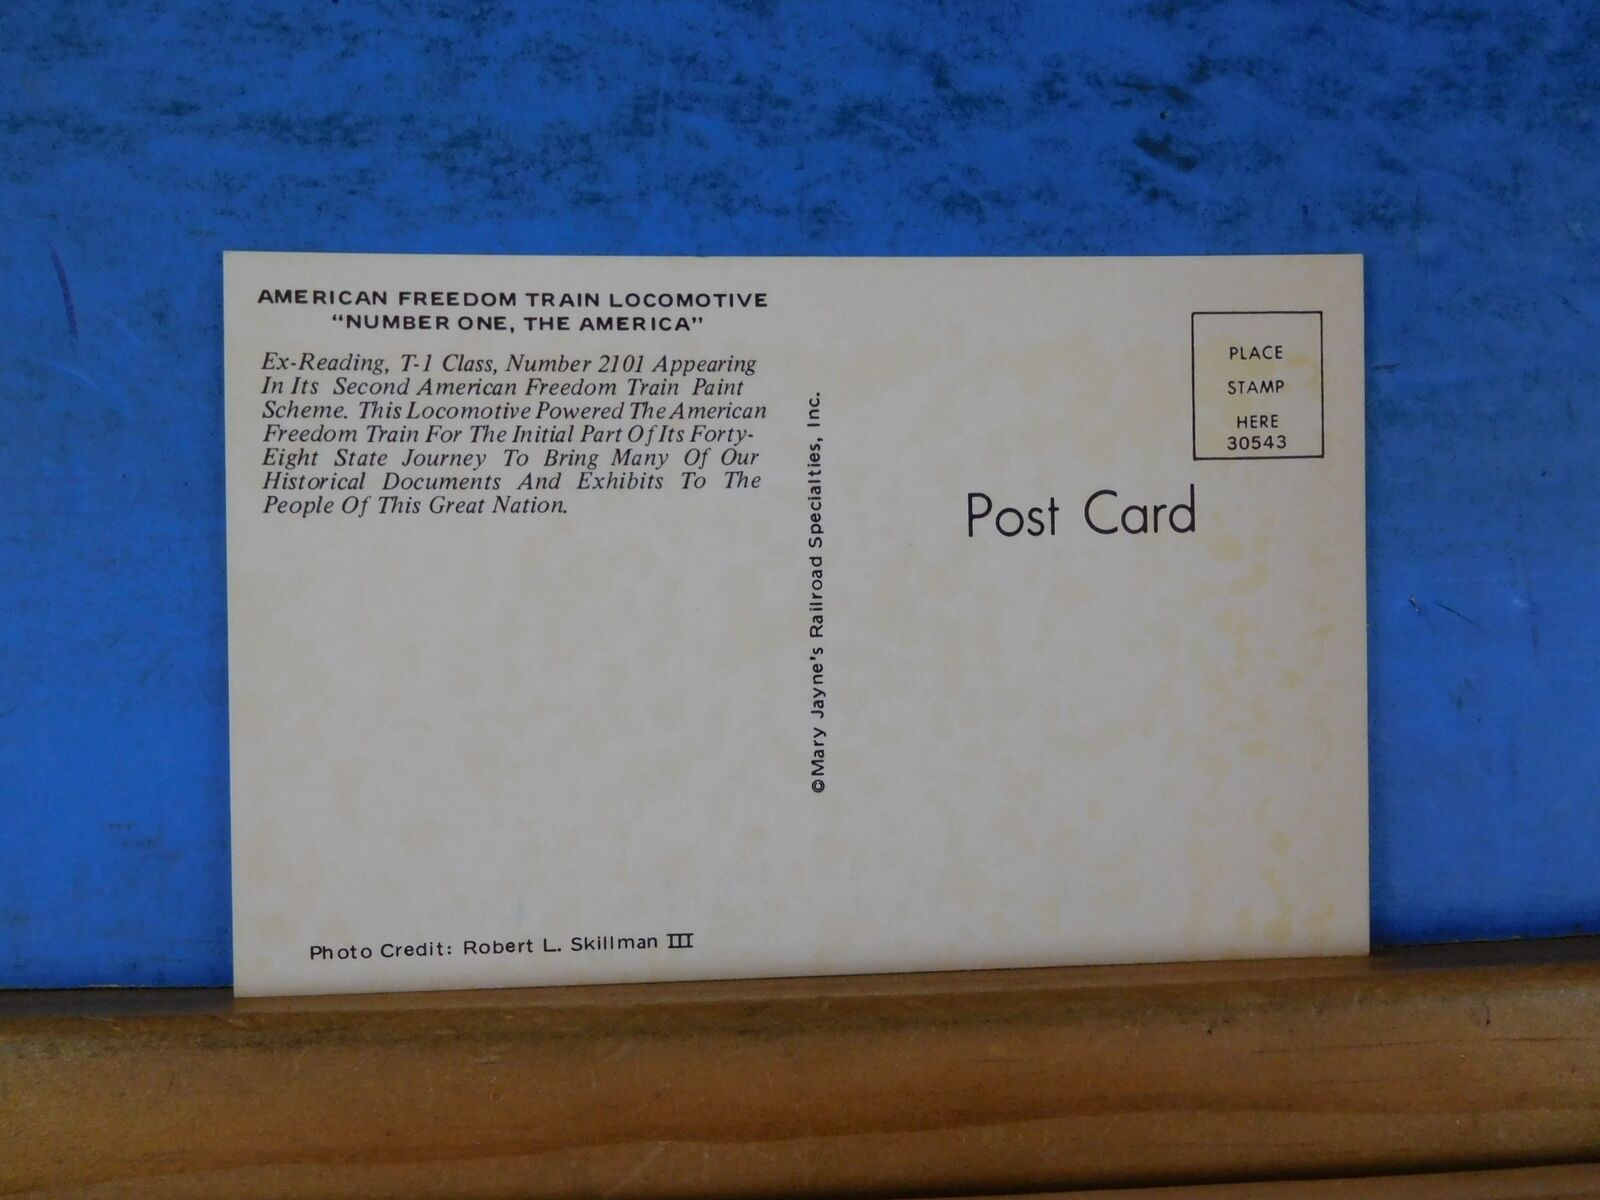 AMERICAN FREEDOM TRAIN LOCOMOTIVE
"NUMBER ONE, THE AMERICA"
Ex-Reading, T-1 Class, Number 2101 Appearing
In Its Second American Freedom Train Paint
Scheme. This Locomotive Powered The American
Freedom Train For The Initial Part Of Its Forty-
Eight State Journey To Bring Many Of Our
Historical Documents And Exhibits To The
People Of This Great Nation.
Photo Credit: Robert L. Skillman III
©Mary Jayne's Railroad Specialties, Inc.
PLACE
STAMP
HERE
30543
Post Card